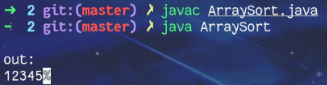 ➜ 2 git:(master) ❯ javac ArraySort.java
➜ 2 git:(master) ❯ java ArraySort
out:
12345%